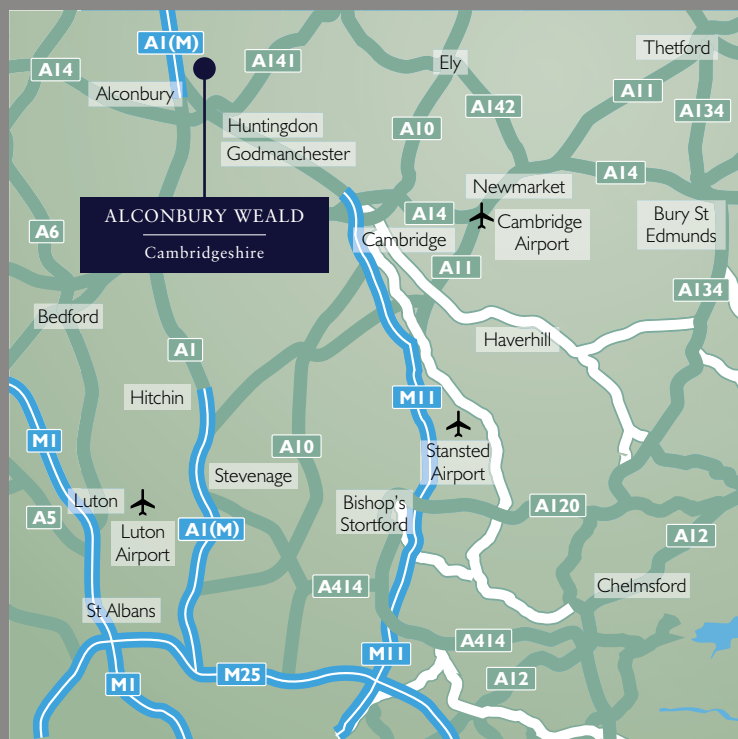 A1(M)
Thetford
A141
Ely
A14
Alconbury
A11
A142
A134
Huntingdon
A10
Godmanchester
A14
Newmarket
ALCONBURY WEALD
Cambridgeshire
A14
Cambridge
Airport
Bury St
Edmunds
A6
Cambridge
A11
A134
Bedford
Haverhill
A1
Hitchin
M11
M1
A10
Stansted
Airport
Stevenage
Luton
Bishop's
Stortford
A120
A5
Luton
Airport
A1(M)
A12
A414
Chelmsford
St Albans
A414
M11
M25
A12
M1